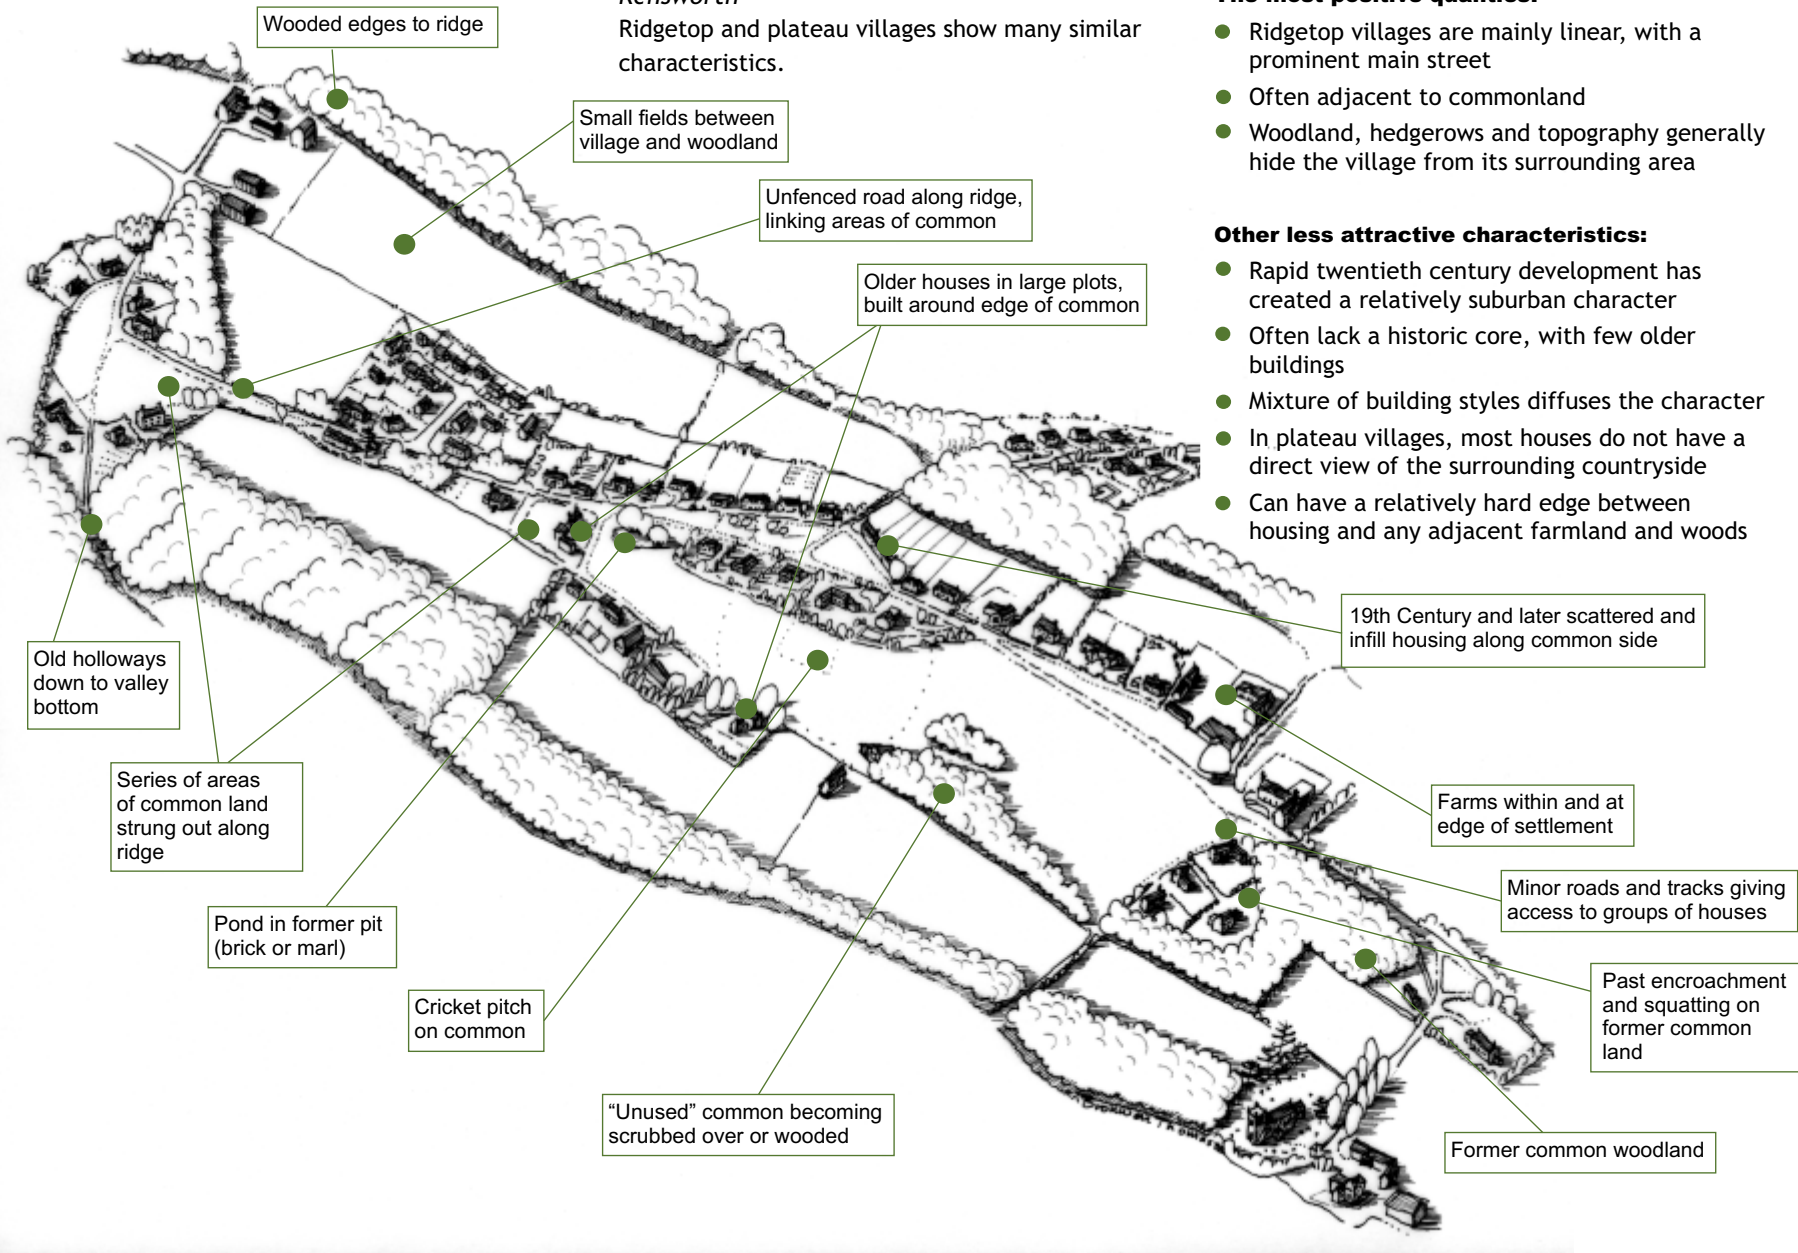 Ridgetop and plateau villages show many similar
characteristics.
Wooded edges to ridge
Small fields between
village and woodland
Unfenced road along ridge,
linking areas of common
Older houses in large plots,
built around edge of common
Ridgetop villages are mainly linear, with a
prominent main street
Often adjacent to commonland
Woodland, hedgerows and topography generally
hide the village from its surrounding area
Other less attractive characteristics:
Rapid twentieth century development has
created a relatively suburban character
Often lack a historic core, with few older
buildings
Mixture of building styles diffuses the character
In plateau villages, most houses do not have a
direct view of the surrounding countryside
Can have a relatively hard edge between
housing and any adjacent farmland and woods
19th Century and later scattered and
infill housing along common side
Farms within and at
edge of settlement
Minor roads and tracks giving
access to groups of houses
Past encroachment
and squatting on
former common
land
Former common woodland
Old holloways
down to valley
bottom
Series of areas
of common land
strung out along
ridge
Pond in former pit
(brick or marl)
Cricket pitch
on common
“Unused” common becoming
scrubbed over or wooded